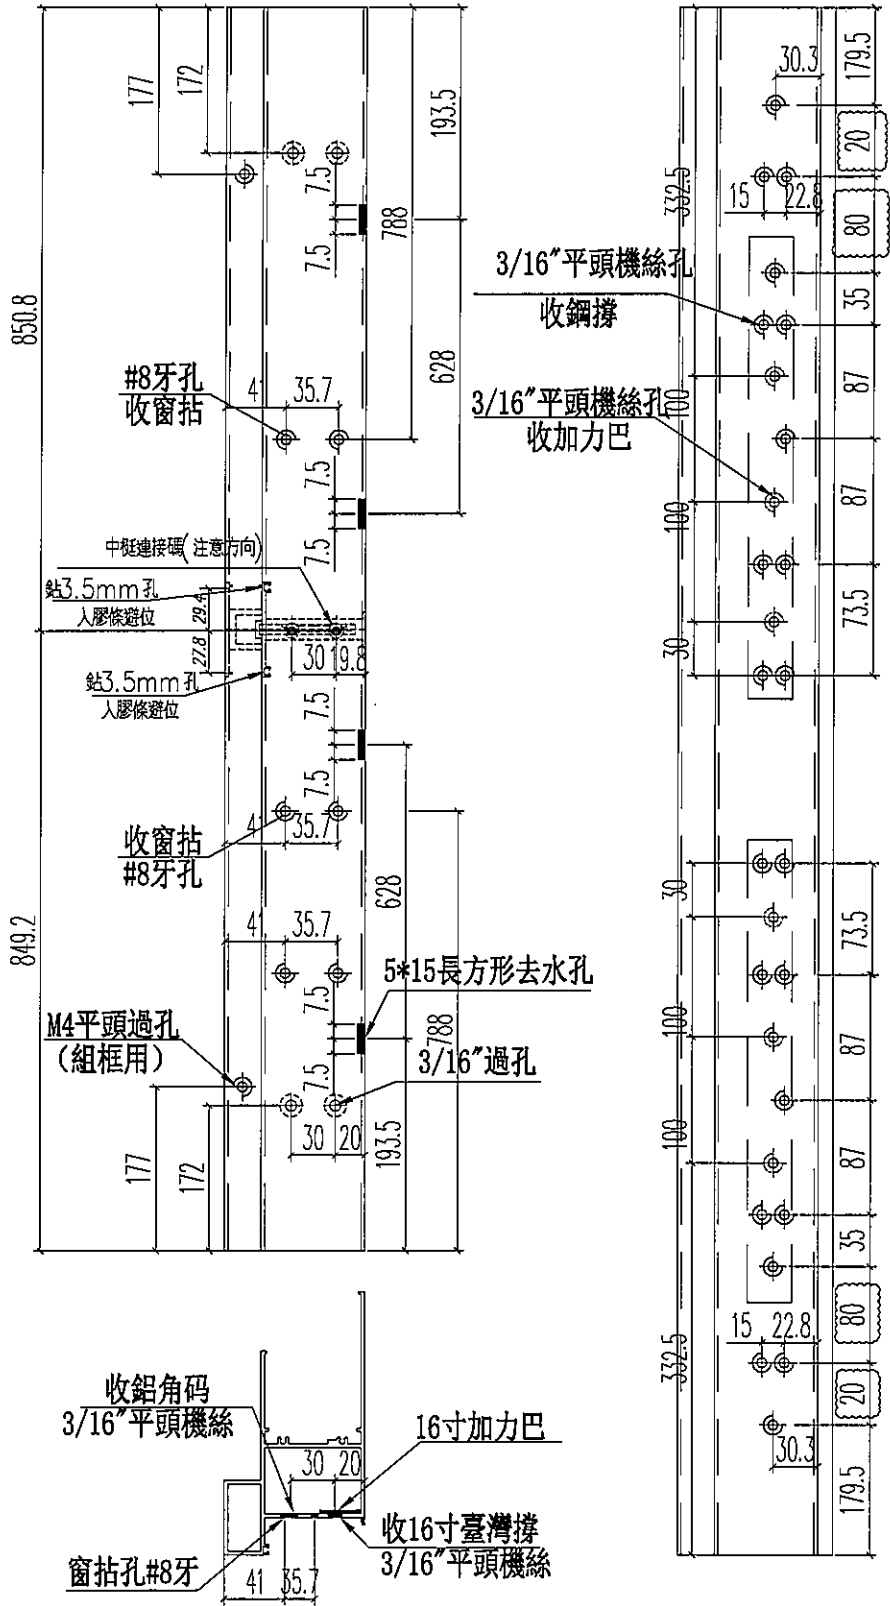 177
172
193.5
7.5
7.5
788
850.8
628
#8牙孔
收窗拈
41
35.7
7.5
7.5
中梃連接碼(注意方向)
鉆3.5mm孔
入膠條避位
29.4
27.8
30
19.8
鉆3.5mm孔
入膠條避位
7.5
7.5
收窗拈
#8牙孔
41
35.7
628
849.2
41
35.7
5*15長方形去水孔
7.5
7.5
788
M4平頭過孔
(組框用)
3/16"過孔
30
20
193.5
177
172
30.3
179.5
20
332.5
15
22.8
80
3/16"平頭機絲孔
收鋼撐
35
87
3/16"平頭機絲孔
收加力巴
100
87
100
73.5
30
30
73.5
100
87
100
87
35
15
22.8
80
332.5
20
30.3
179.5
收鋁角码
3/16"平頭機絲
16寸加力巴
30
20
收16寸臺灣撐
3/16"平頭機絲
窗拈孔#8牙
41
35.7